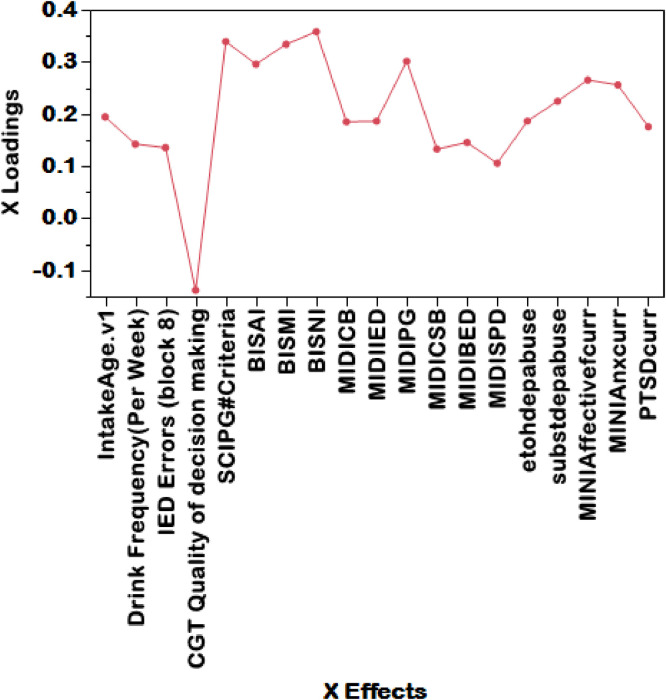 0.4
0.3
0.2
0.1
0.0
-0.1
X Loadings
IntakeAge.v1
Drink Frequency(Per Week)
IED Errors (block 8)
CGT Quality of decision making
SCIPG#Criteria
BISAI
BISMI
BISNI
MIDICB
MIDIIED
MIDIPG
MIDICSB
MIDIBED
MIDISPD
etohdepabuse
substdepabuse
MINIAffectivefcurr
MINIAnxcurr
PTSDcurr
X Effects